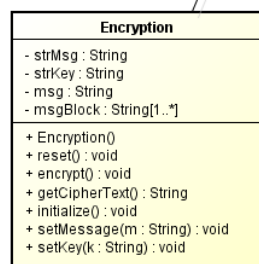 Encryption
- strMsg : String
- strKey : String
- msg : String
- msgBlock : String[1..*]
+ Encryption()
+ reset() : void
+ encrypt() : void
+ getCipherText() : String
+ initialize() : void
+ setMessage(m : String) : void
+ setKey(k : String) : void